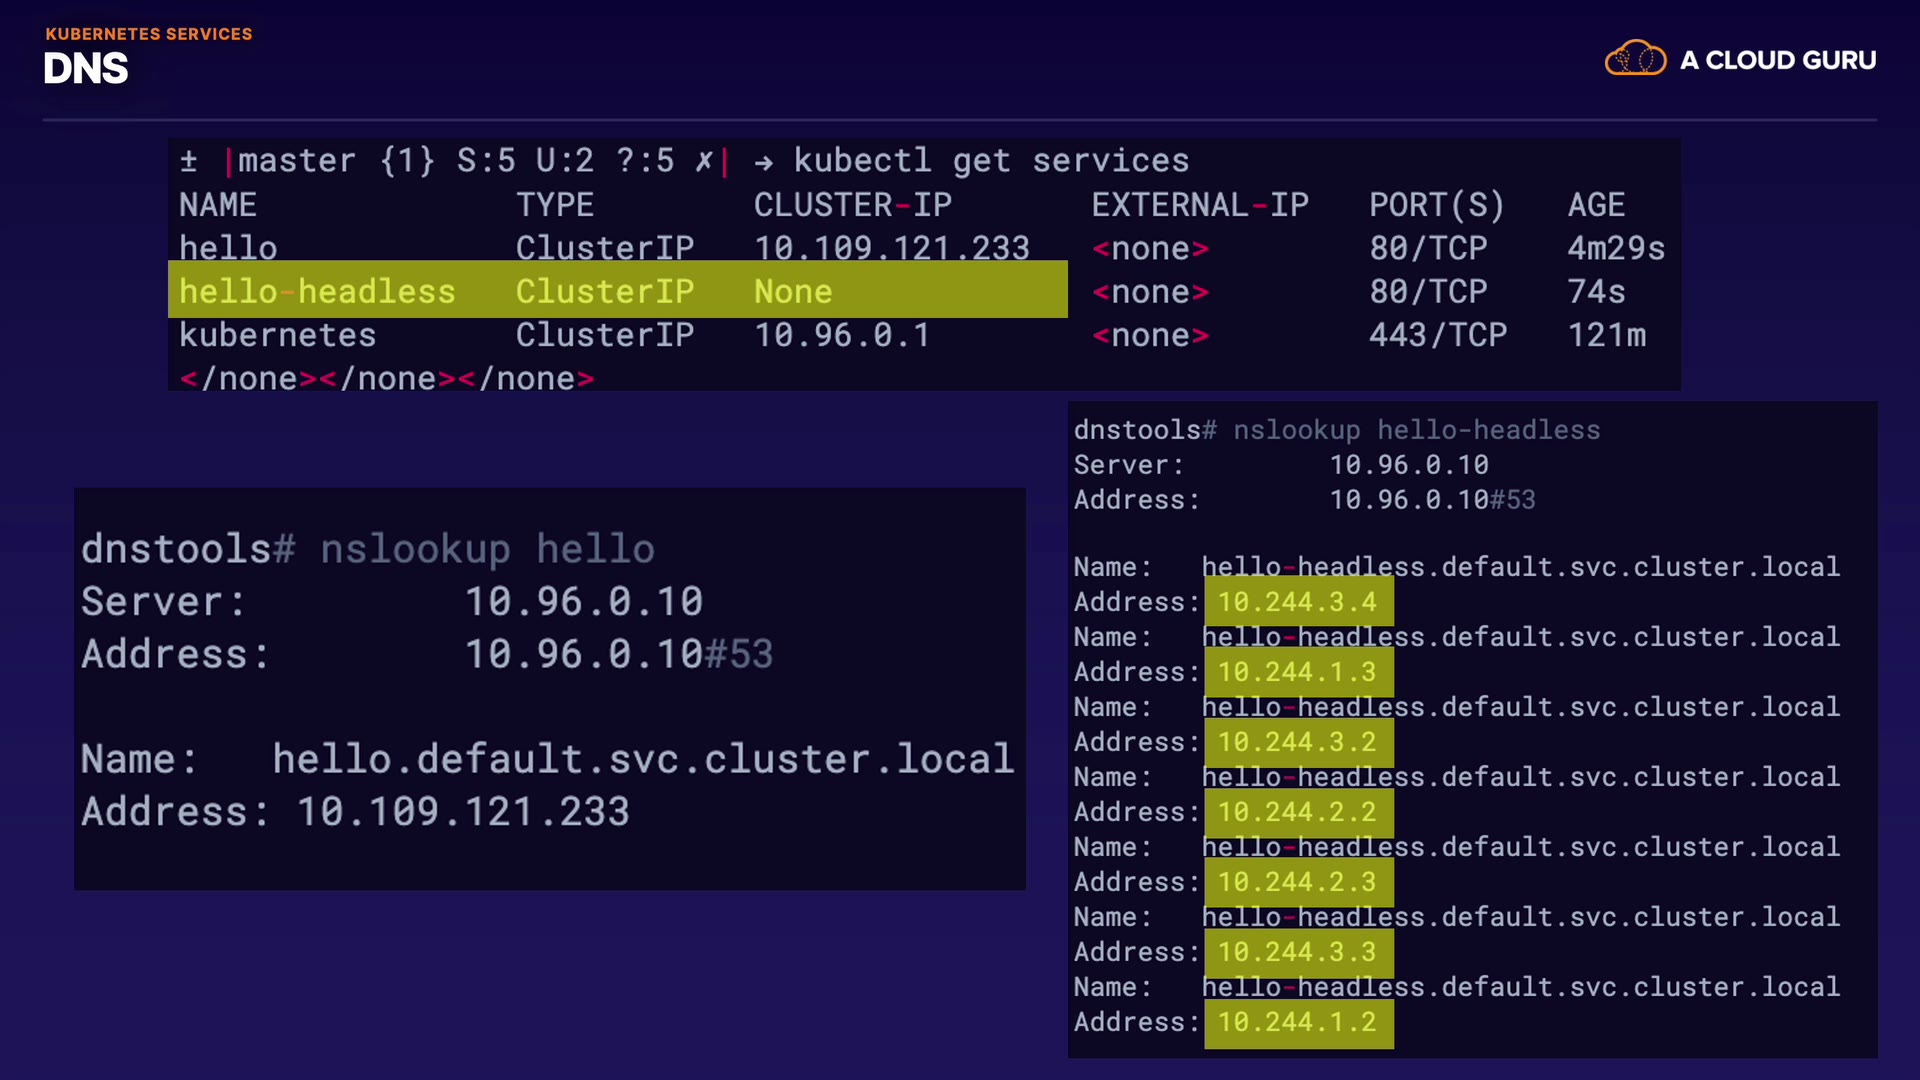 KUBERNETES SERVICES
DNS
A CLOUD GURU
± |master {1} S:5 U:2 ?:5 ✗| → kubectl get services
NAME TYPE CLUSTER-IP EXTERNAL-IP PORT(S) AGE
hello ClusterIP 10.109.121.233 <none> 80/TCP 4m29s
hello-headless ClusterIP None <none> 80/TCP 74s
kubernetes ClusterIP 10.96.0.1 <none> 443/TCP 121m
</none></none></none>
dnstools# nslookup hello
Server: 10.96.0.10
Address: 10.96.0.10#53
Name: hello.default.svc.cluster.local
Address: 10.109.121.233
dnstools# nslookup hello-headless
Server: 10.96.0.10
Address: 10.96.0.10#53
Name: hello-headless.default.svc.cluster.local
Address: 10.244.3.4
Name: hello-headless.default.svc.cluster.local
Address: 10.244.1.3
Name: hello-headless.default.svc.cluster.local
Address: 10.244.3.2
Name: hello-headless.default.svc.cluster.local
Address: 10.244.2.2
Name: hello-headless.default.svc.cluster.local
Address: 10.244.2.3
Name: hello-headless.default.svc.cluster.local
Address: 10.244.3.3
Name: hello-headless.default.svc.cluster.local
Address: 10.244.1.2